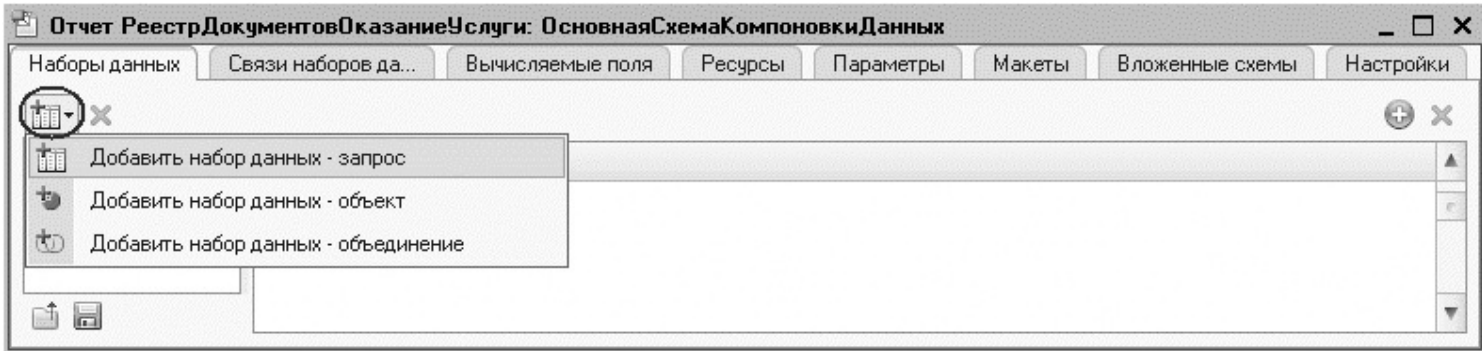 Отчет РеестрДокументовОказаниеУслуги: ОсновнаяСхемаКомпоновкиДанных
Наборы данных Связи наборов да... Вычисляемые поля Ресурсы Параметры Макеты Вложенные схемы Настройки
Добавить набор данных - запрос
Добавить набор данных - объект
Добавить набор данных - объединение